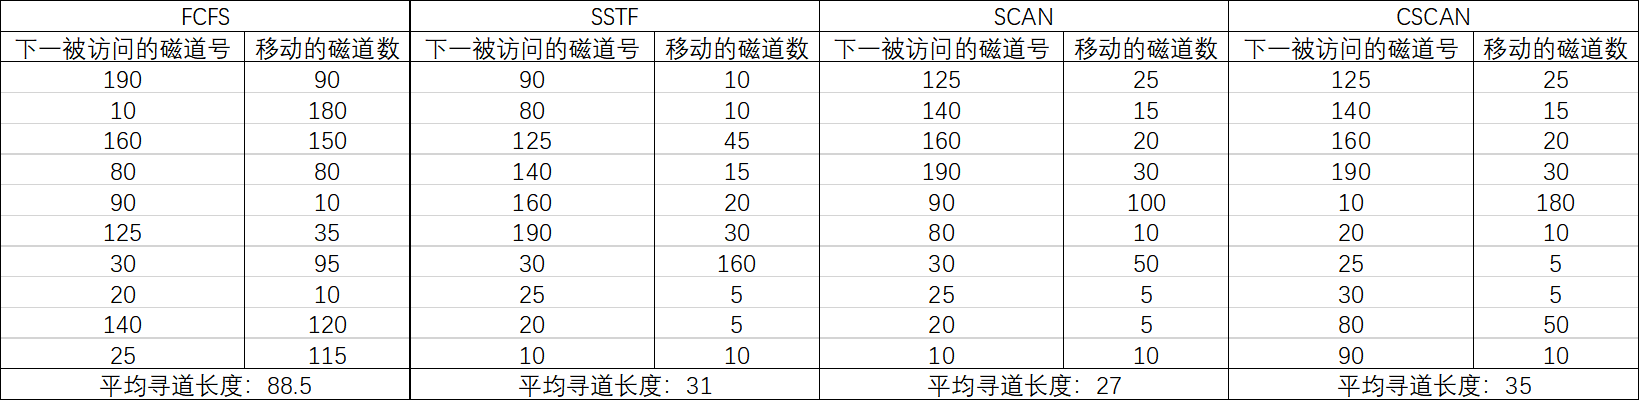 FCFS SSTF SCAN CSCAN
下一被访问的磁道号 移动的磁道数 下一被访问的磁道号 移动的磁道数 下一被访问的磁道号 移动的磁道数 下一被访问的磁道号 移动的磁道数
190 90 90 10 125 25 125 25
10 180 80 10 140 15 140 15
160 150 125 45 160 20 160 20
80 80 140 15 190 30 190 30
90 10 160 20 90 100 10 180
125 35 190 30 80 10 20 10
30 95 30 160 30 50 25 5
20 10 25 5 25 5 30 5
140 120 20 5 20 5 80 50
25 115 10 10 10 10 90 10
平均寻道长度：88.5 平均寻道长度：31 平均寻道长度：27 平均寻道长度：35